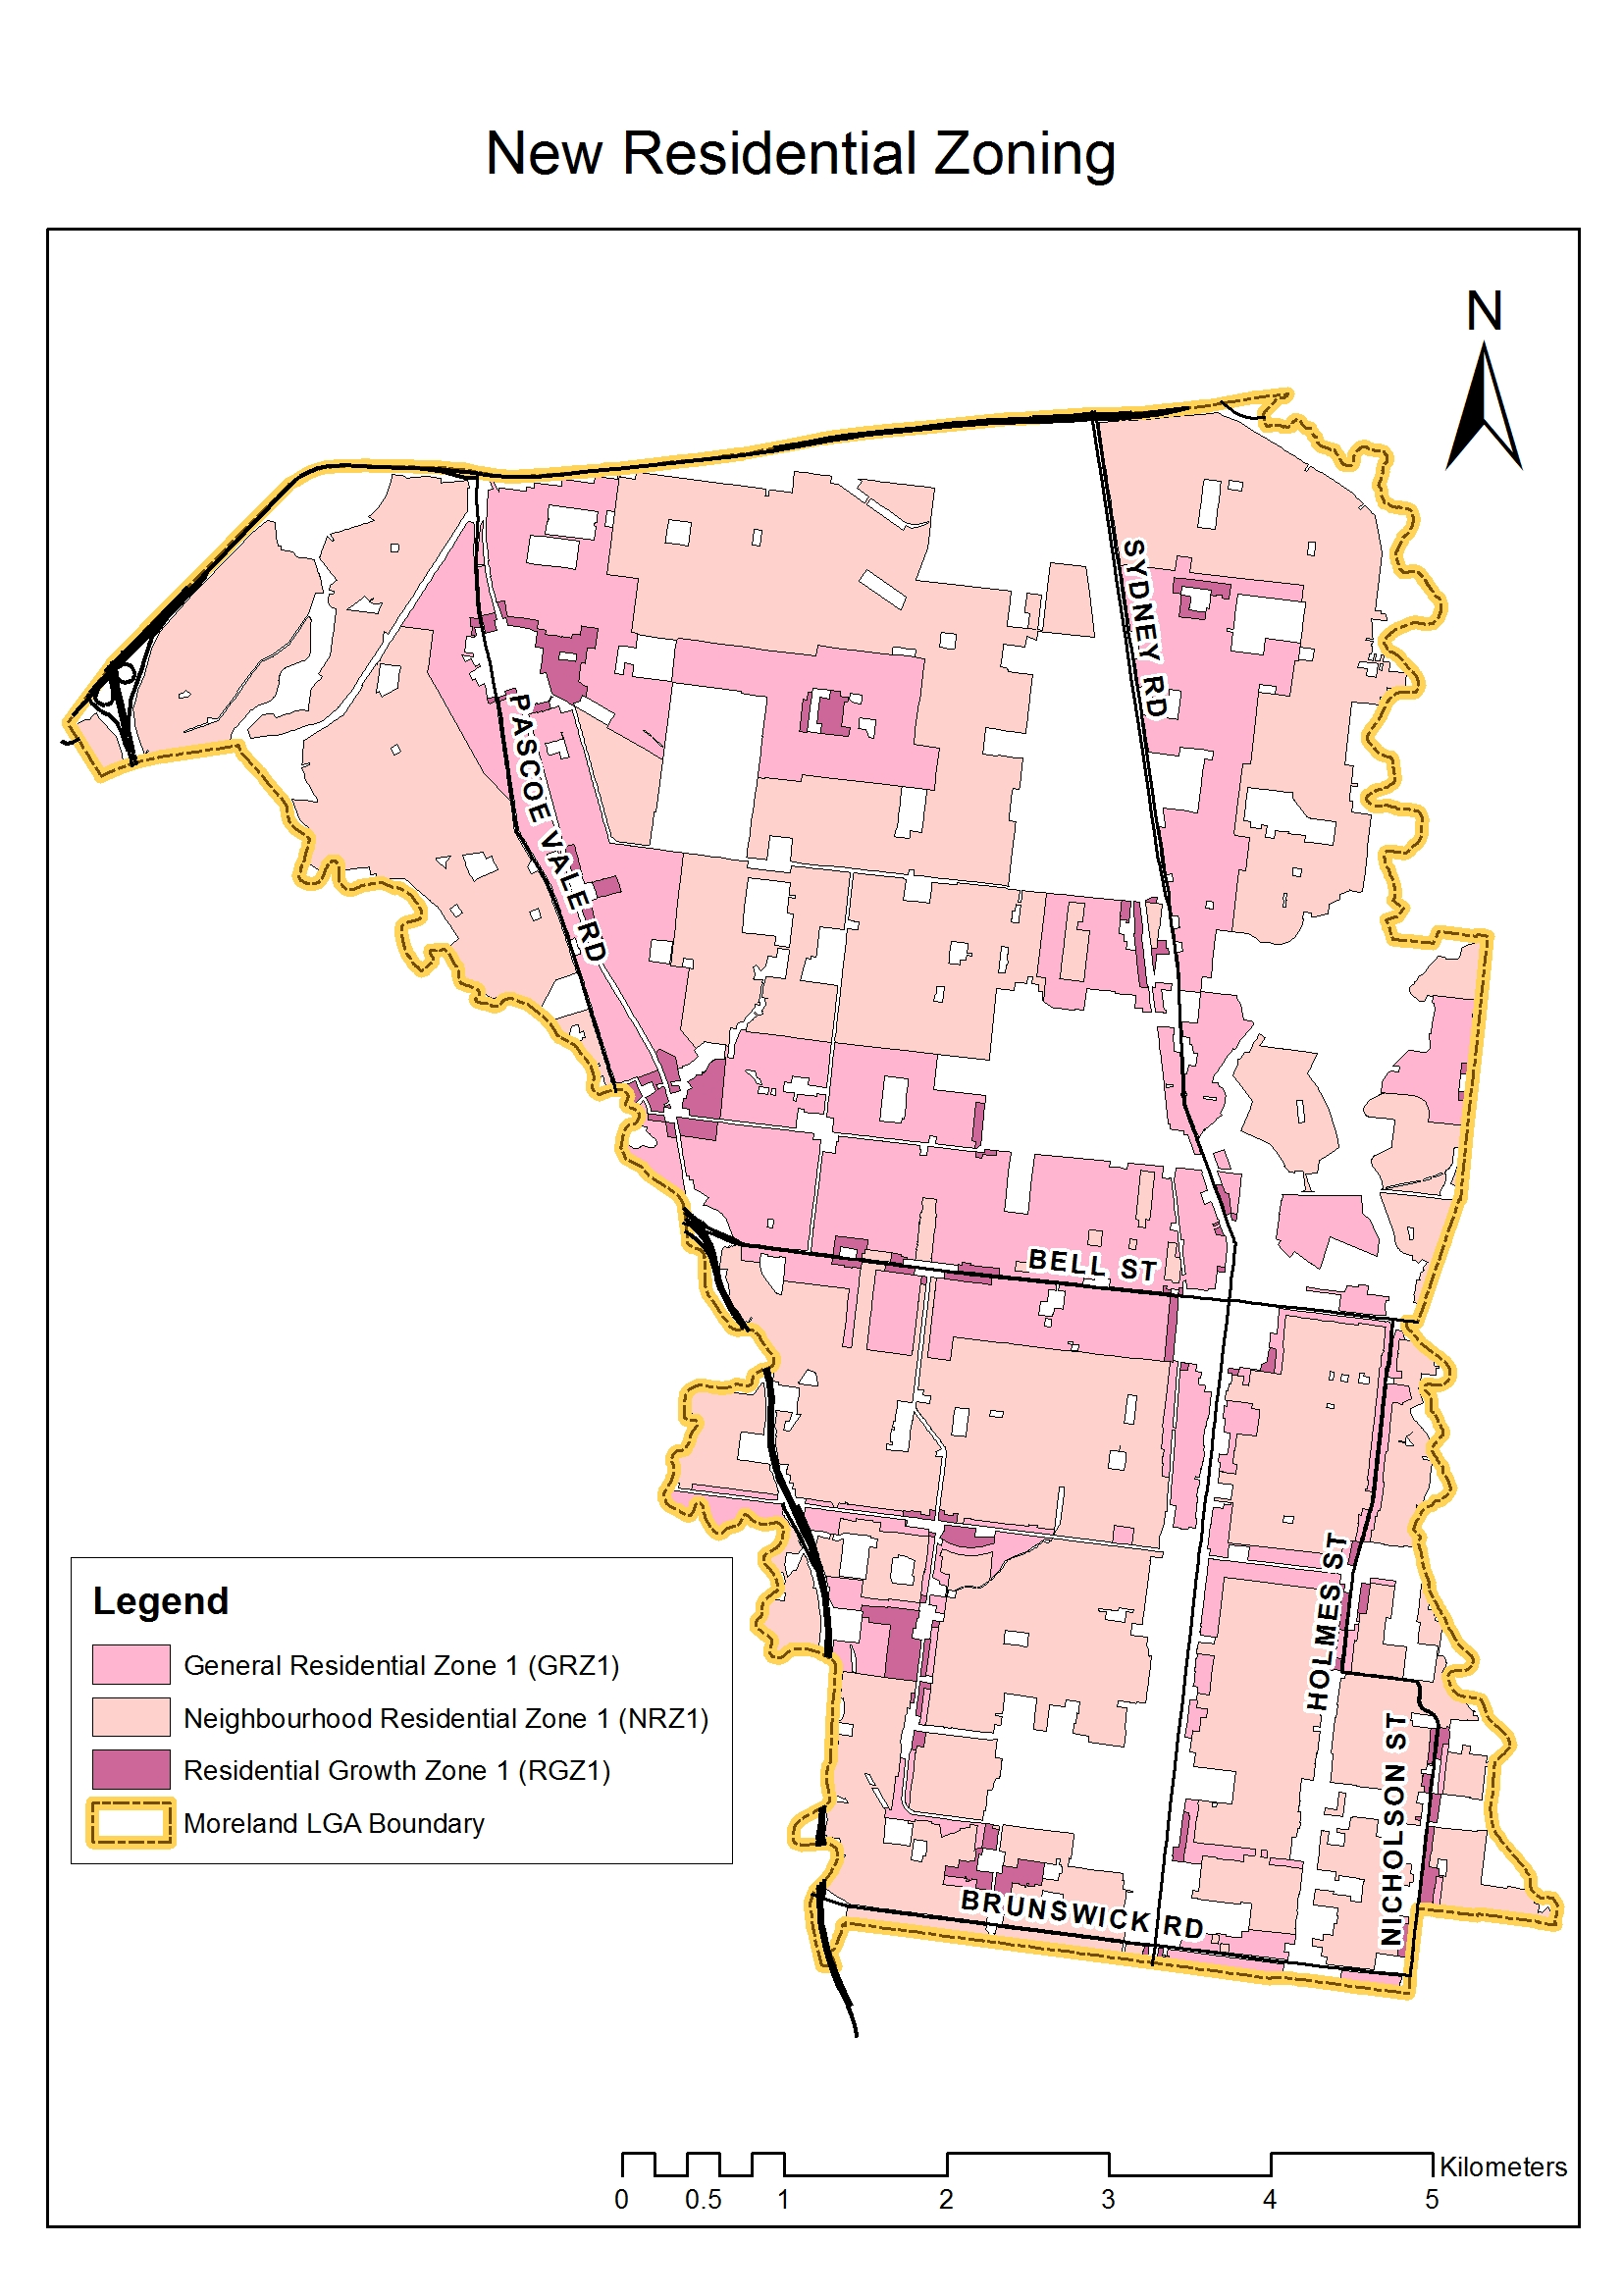 New Residential Zoning
N
SYDNEY RD
PASCOE VALE RD
BELL ST
HOLMES ST
NICHOLSON ST
BRUNSWICK RD
Legend
General Residential Zone 1 (GRZ1)
Neighbourhood Residential Zone 1 (NRZ1)
Residential Growth Zone 1 (RGZ1)
Moreland LGA Boundary
Kilometers
0 0.5 1 2 3 4 5